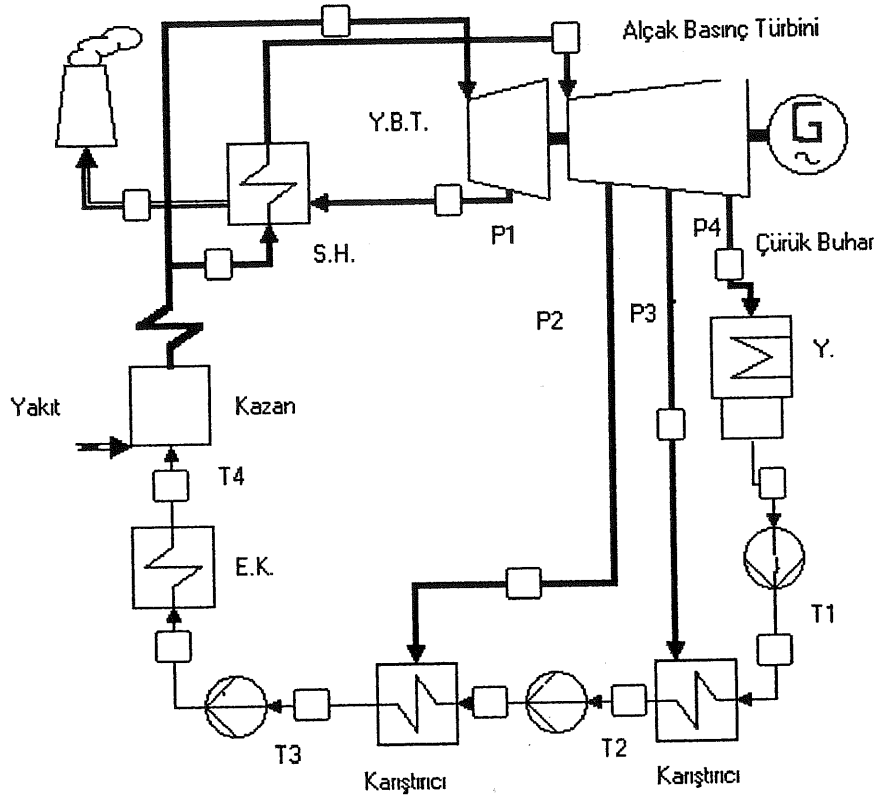 Alçak Basınç Türbini
Y.B.T.
G
S.H.
P1
P4
Çürük Buhar
P2
P3
Y.
Yakıt
Kazan
T4
E.K.
T1
T3
T2
Karıştırıcı
Karıştırıcı